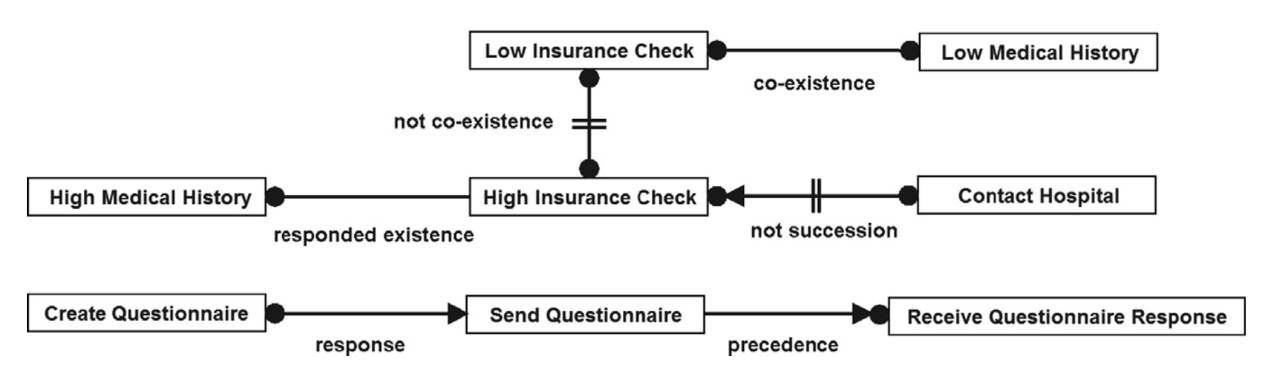 Low Insurance Check
Low Medical History
co-existence
not co-existence
High Medical History
High Insurance Check
Contact Hospital
responded existence
not succession
Create Questionnaire
Send Questionnaire
Receive Questionnaire Response
response
precedence